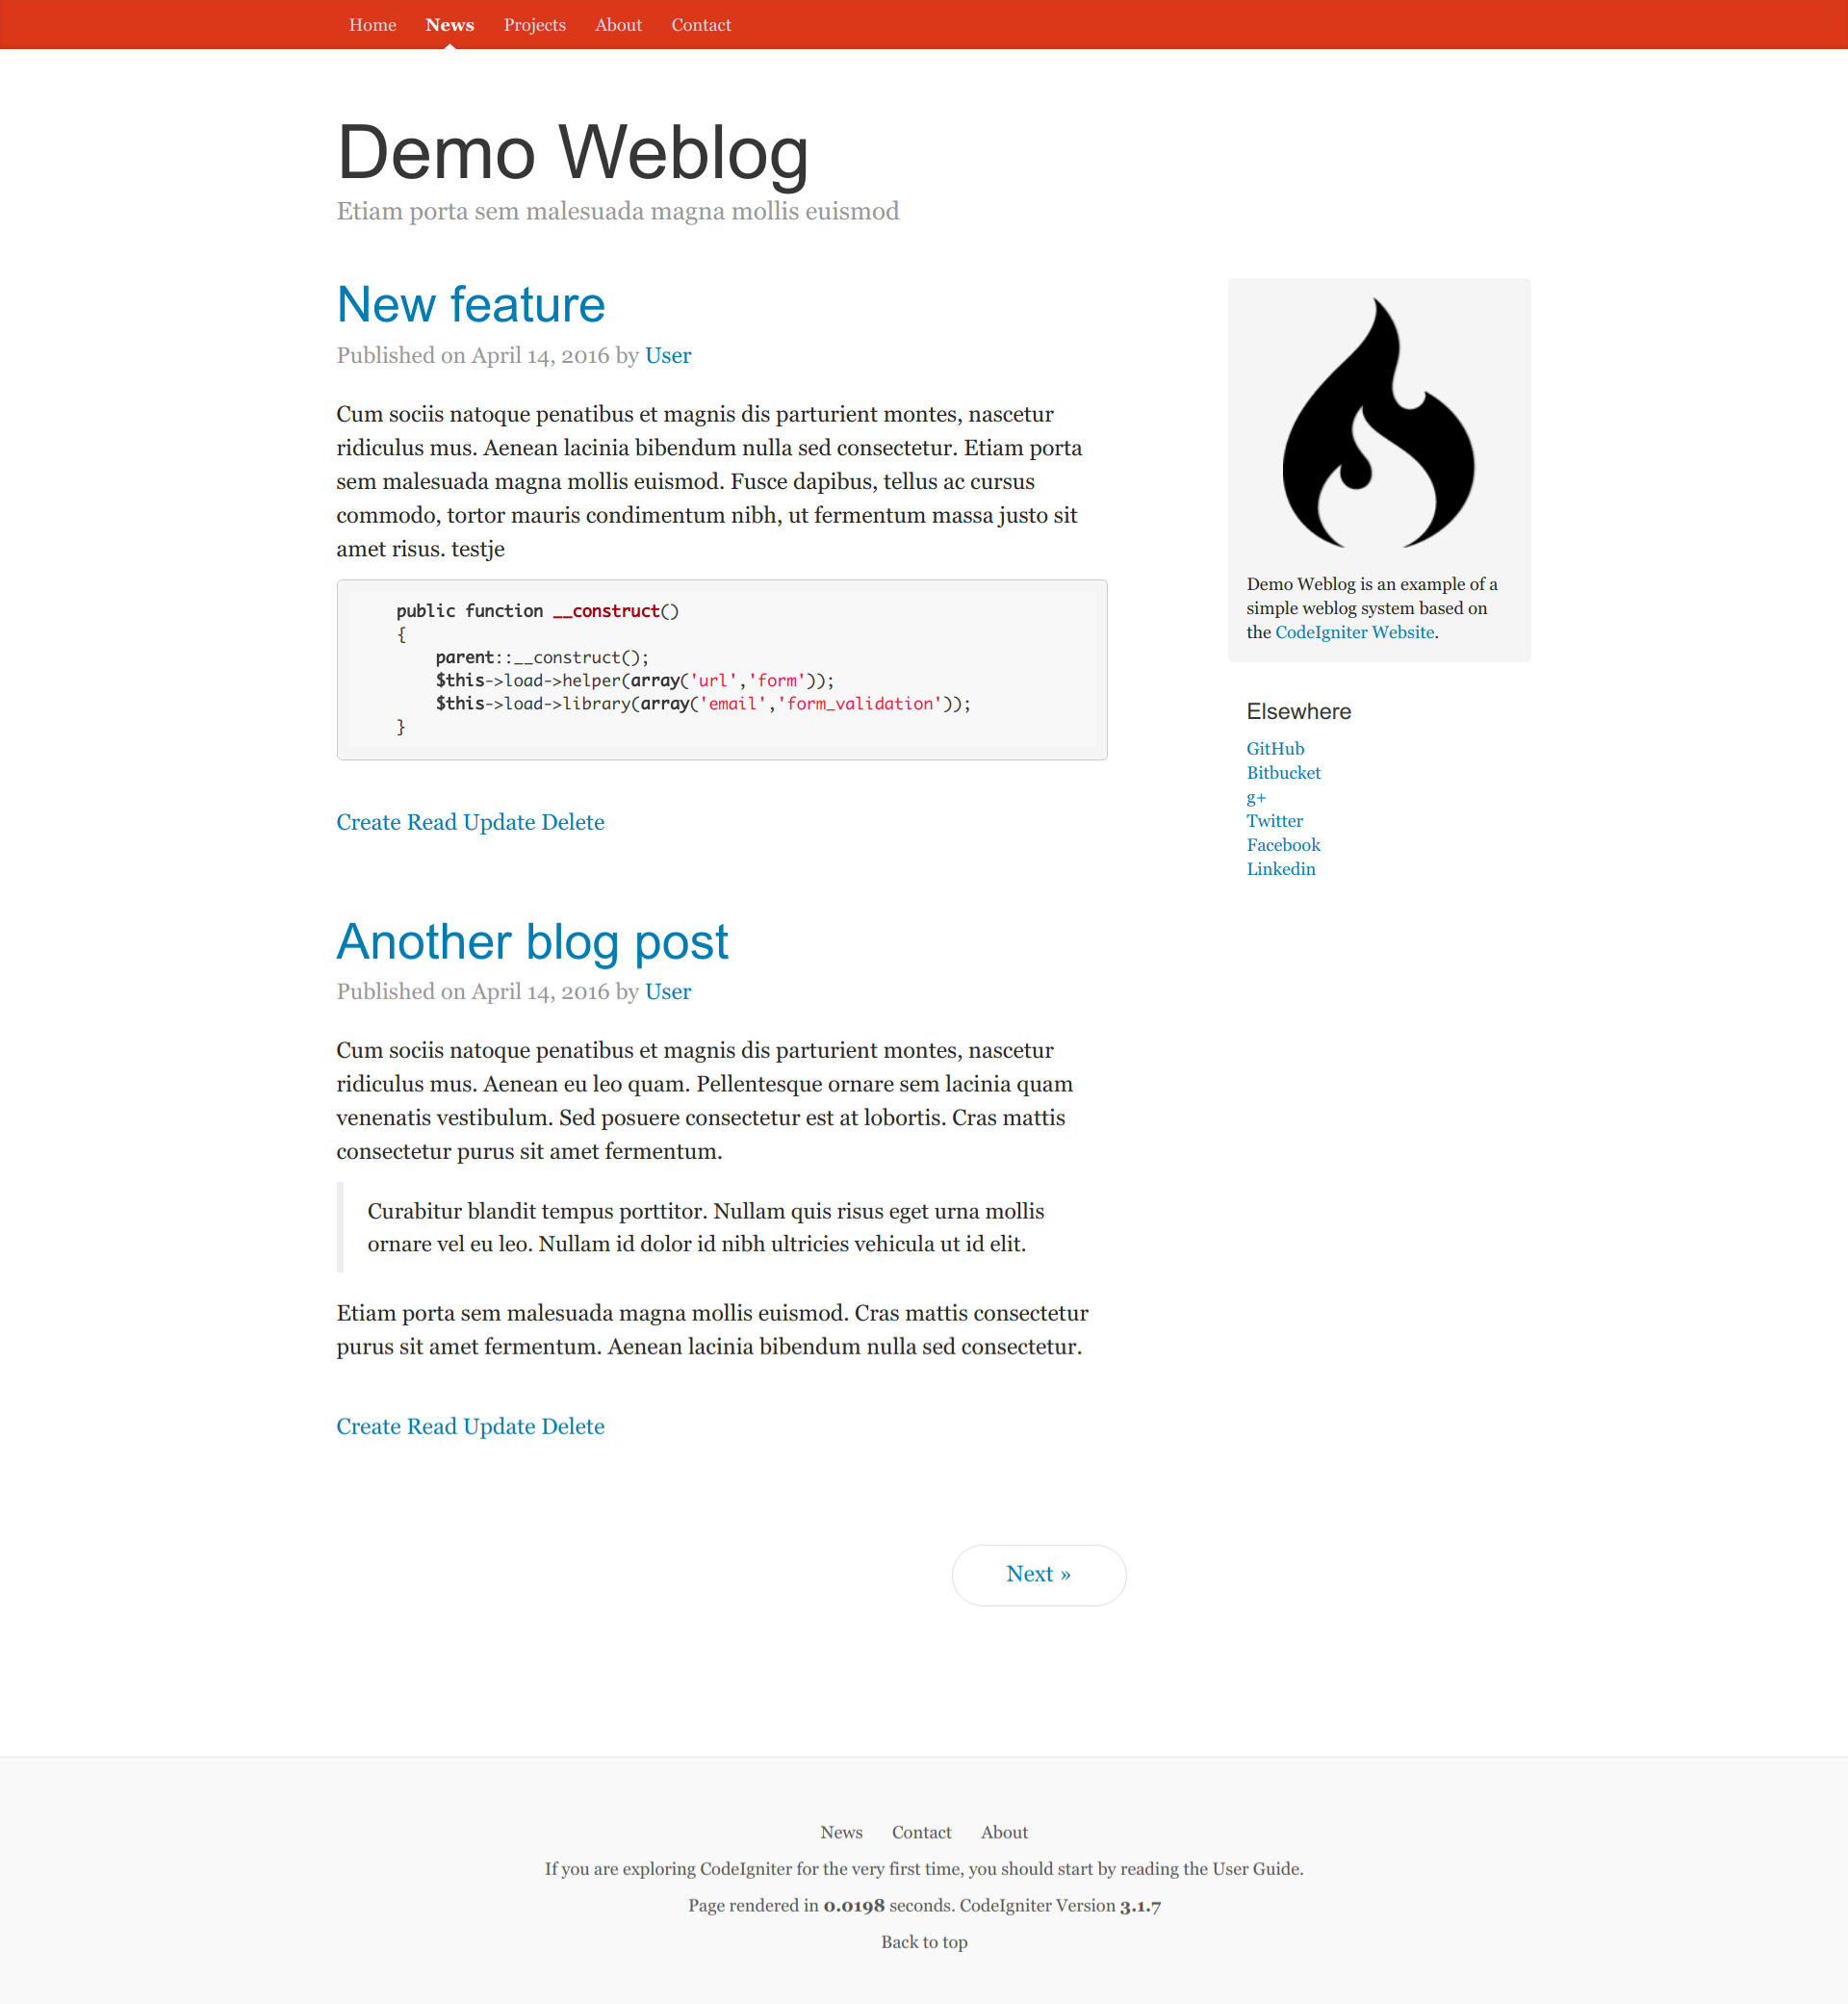 Home News Projects About Contact
Demo Weblog
Etiam porta sem malesuada magna mollis euismod
New feature
Published on April 14, 2016 by User
Cum sociis natoque penatibus et magnis dis parturient montes, nascetur
ridiculus mus. Aenean lacinia bibendum nulla sed consectetur. Etiam porta
sem malesuada magna mollis euismod. Fusce dapibus, tellus ac cursus
commodo, tortor mauris condimentum nibh, ut fermentum massa justo sit
amet risus. testje
public function __construct()
{
parent::__construct();
$this->load->helper(array('url','form'));
$this->load->library(array('email','form_validation'));
}
Create Read Update Delete
Another blog post
Published on April 14, 2016 by User
Cum sociis natoque penatibus et magnis dis parturient montes, nascetur
ridiculus mus. Aenean eu leo quam. Pellentesque ornare sem lacinia quam
venenatis vestibulum. Sed posuere consectetur est at lobortis. Cras mattis
consectetur purus sit amet fermentum.
Curabitur blandit tempus porttitor. Nullam quis risus eget urna mollis
ornare vel eu leo. Nullam id dolor id nibh ultricies vehicula ut id elit.
Etiam porta sem malesuada magna mollis euismod. Cras mattis consectetur
purus sit amet fermentum. Aenean lacinia bibendum nulla sed consectetur.
Create Read Update Delete
Next »
Demo Weblog is an example of a
simple weblog system based on
the CodeIgniter Website.
Elsewhere
GitHub
Bitbucket
g+
Twitter
Facebook
Linkedin
News Contact About
If you are exploring CodeIgniter for the very first time, you should start by reading the User Guide.
Page rendered in 0.0198 seconds. CodeIgniter Version 3.1.7
Back to top